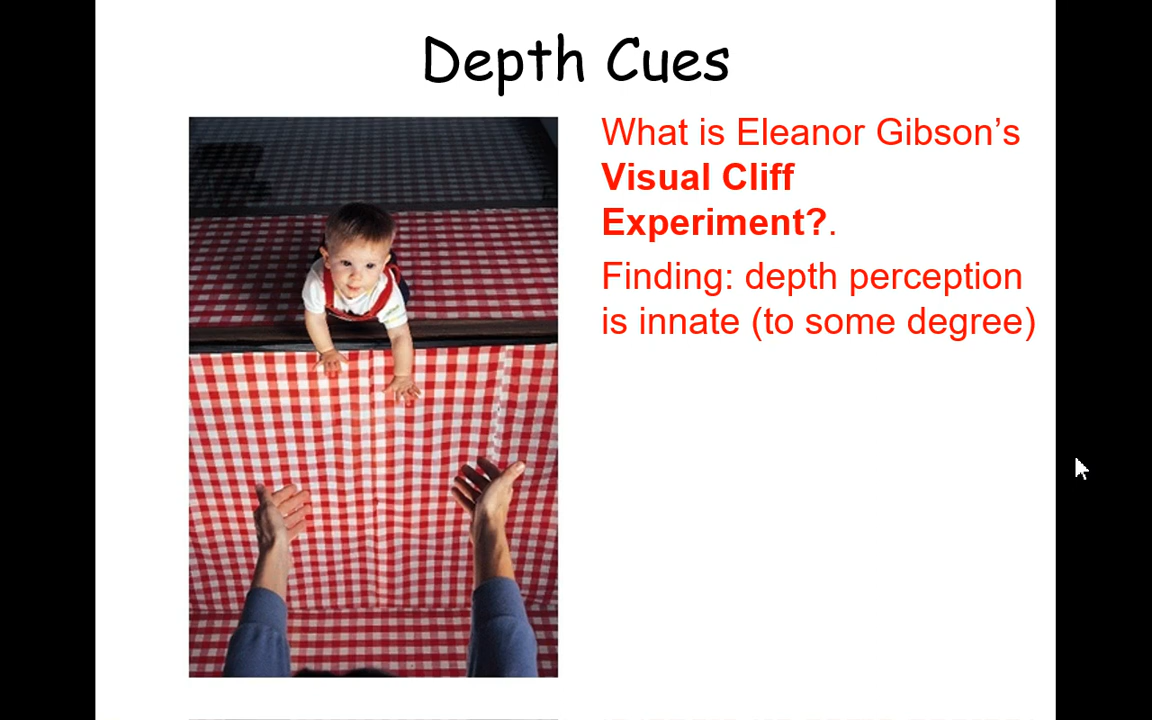 Depth Cues
What is Eleanor Gibson’s
Visual Cliff
Experiment?.
Finding: depth perception
is innate (to some degree)